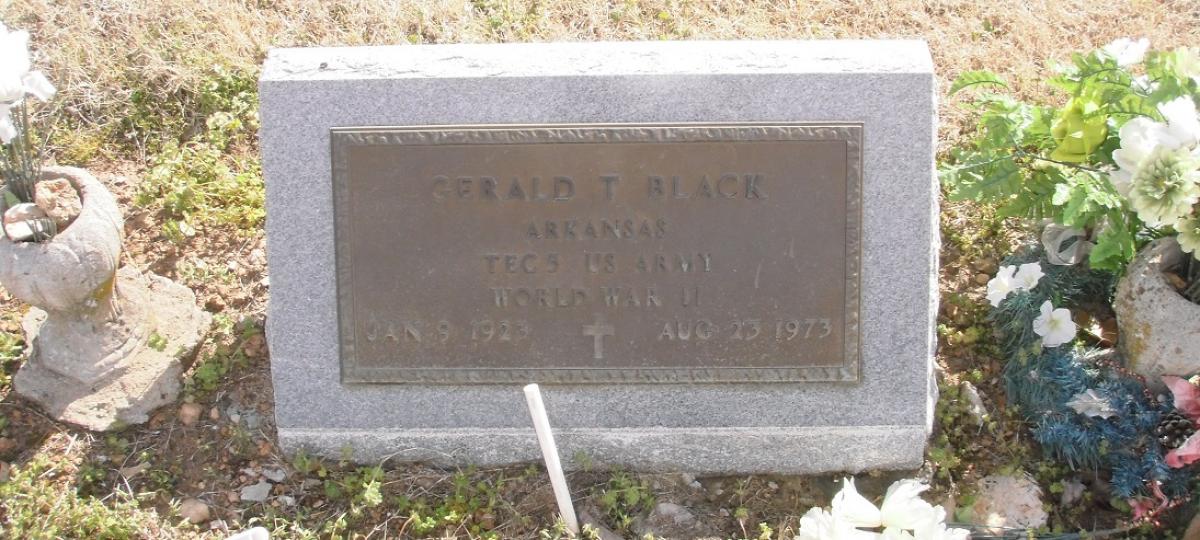 GERALD T BLACK
ARKANSAS
TEC 5 US ARMY
WORLD WAR II
JAN 9 1923 AUG 23 1973